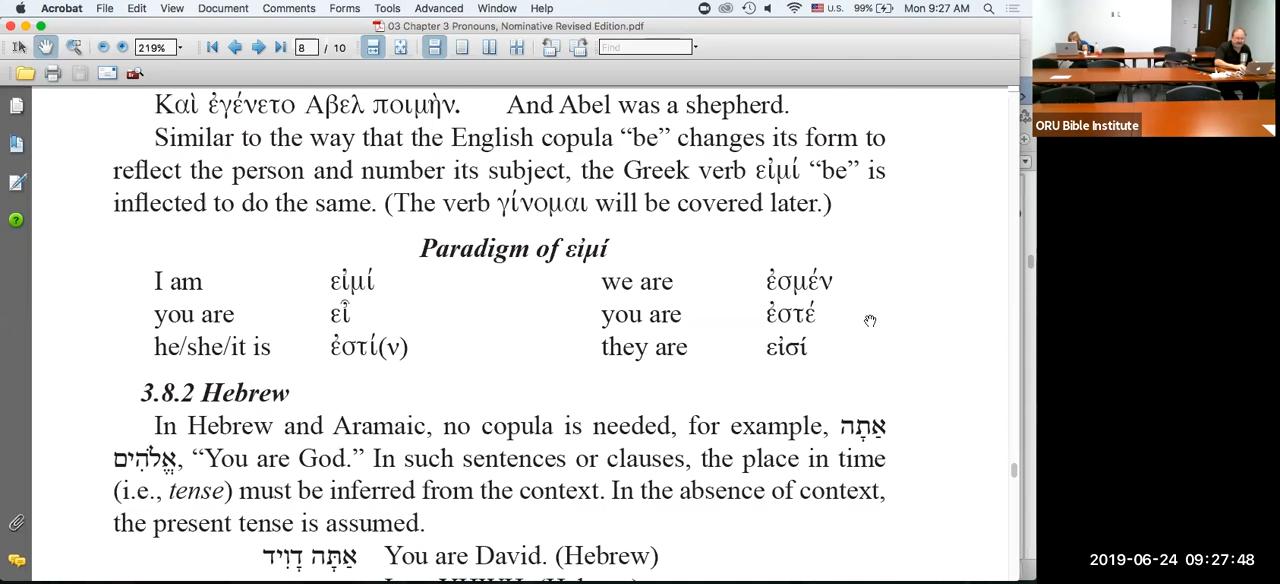 Acrobat File Edit View Document Comments Forms Tools Advanced Window Help U.S. 99% Mon 9:27 AM
03 Chapter 3 Pronouns, Nominative Revised Edition.pdf
219% 8 / 10 Find
Καὶ ἐγένετο Αβελ ποιμὴν. And Abel was a shepherd.
Similar to the way that the English copula “be” changes its form to
reflect the person and number its subject, the Greek verb εἰμί “be” is
inflected to do the same. (The verb γίνομαι will be covered later.)
Paradigm of εἰμί
I am εἰμί we are ἐσμέν
you are εἶ you are ἐστέ
he/she/it is ἐστί(ν) they are εἰσί
3.8.2 Hebrew
In Hebrew and Aramaic, no copula is needed, for example, אַתָּה
אֱלֹהִים, “You are God.” In such sentences or clauses, the place in time
(i.e., tense) must be inferred from the context. In the absence of context,
the present tense is assumed.
אַתָּה דָוִיד You are David. (Hebrew)
ORU Bible Institute
2019-06-24 09:27:48